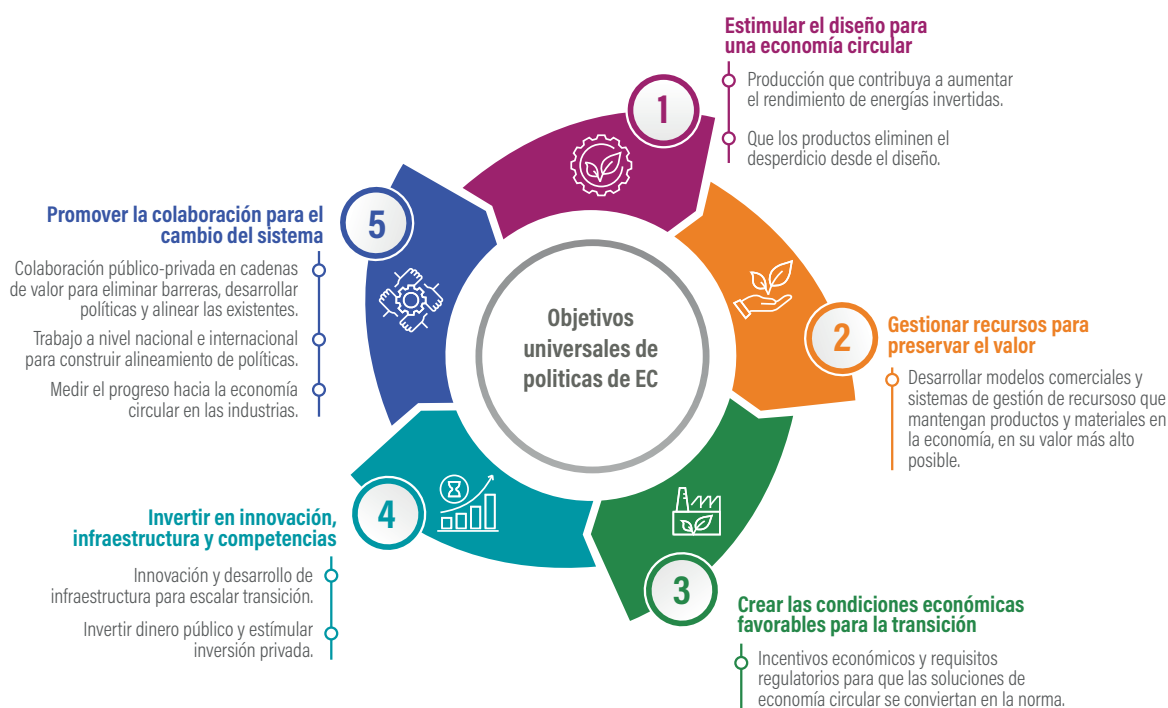 Objetivos
universales de
politicas de EC
1
Estimular el diseño para
una economía circular
Producción que contribuya a aumentar
el rendimiento de energías invertidas.
Que los productos eliminen el
desperdicio desde el diseño.
2
Gestionar recursos para
preservar el valor
Desarrollar modelos comerciales y
sistemas de gestión de recursoso que
mantengan productos y materiales en
la economía, en su valor más alto
posible.
3
Crear las condiciones económicas
favorables para la transición
Incentivos económicos y requisitos
regulatorios para que las soluciones de
economía circular se conviertan en la norma.
4
Invertir en innovación,
infraestructura y competencias
Innovación y desarrollo de
infraestructura para escalar transición.
Invertir dinero público y estímular
inversión privada.
5
Promover la colaboración para el
cambio del sistema
Colaboración público-privada en cadenas
de valor para eliminar barreras, desarrollar
políticas y alinear las existentes.
Trabajo a nivel nacional e internacional
para construir alineamiento de políticas.
Medir el progreso hacia la economía
circular en las industrias.